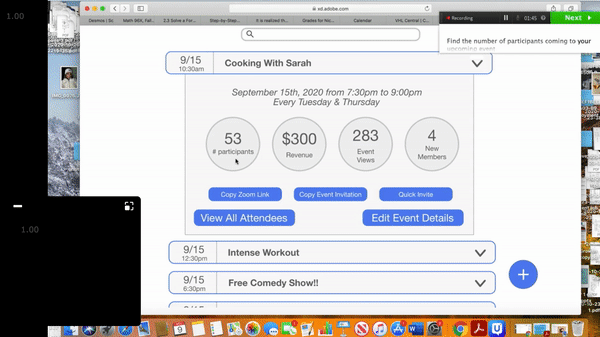 1.00
xd.adobe.com
Desmos | Sc
Math 969, Fall...
2.3 Solve a For...
Step-by-Step...
It is realized th...
Grades for Nic...
Calendar
VHL Central | C...
Recording
01:45
Next
Find the number of participants coming to your
upcoming event
9/15
10:30am
Cooking With Sarah
September 15th, 2020 from 7:30pm to 9:00pm
Every Tuesday & Thursday
53
# participants
$300
Revenue
283
Event
Views
4
New
Members
Copy Zoom Link
Copy Event Invitation
Quick Invite
View All Attendees
Edit Event Details
1.00
9/15
12:30pm
Intense Workout
9/15
6:30pm
Free Comedy Show!!